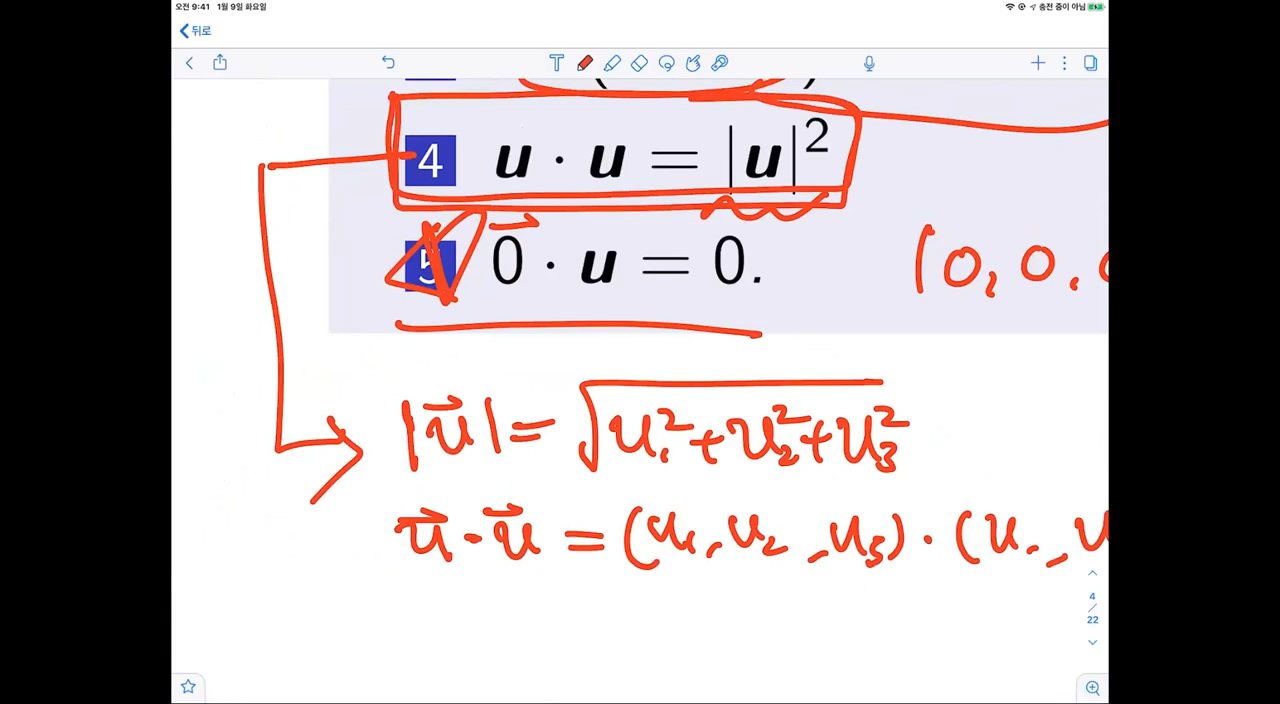 오전 9:41 1월 9일 화요일 충전 중이 아님
뒤로
4 u · u = |u|²
5 0⃗ · u = 0. (0, 0, 0
|u⃗| = √u₁²+u₂²+u₃²
u⃗ · u⃗ = (u₁, u₂, u₃) · (u₁, u
4
/
22